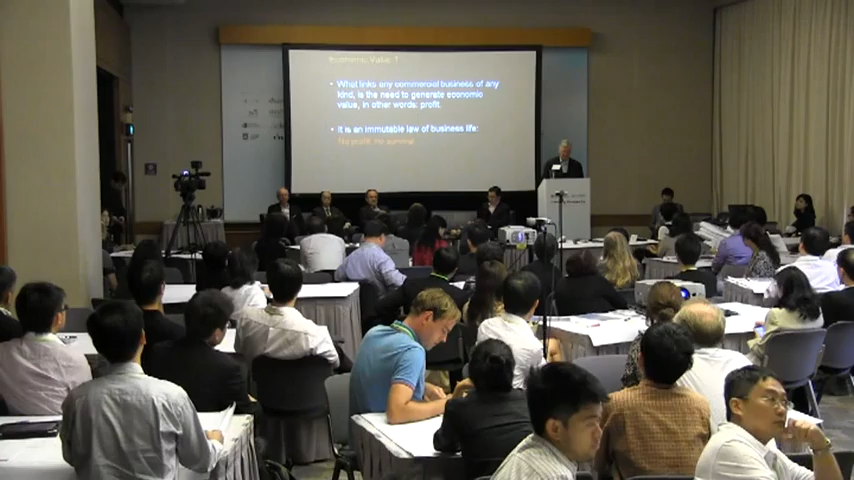 Economic Value 1
• What links any commercial business of any
kind, is the need to generate economic
value, in other words: profit.
• It is an immutable law of business life:
No profit, no survival